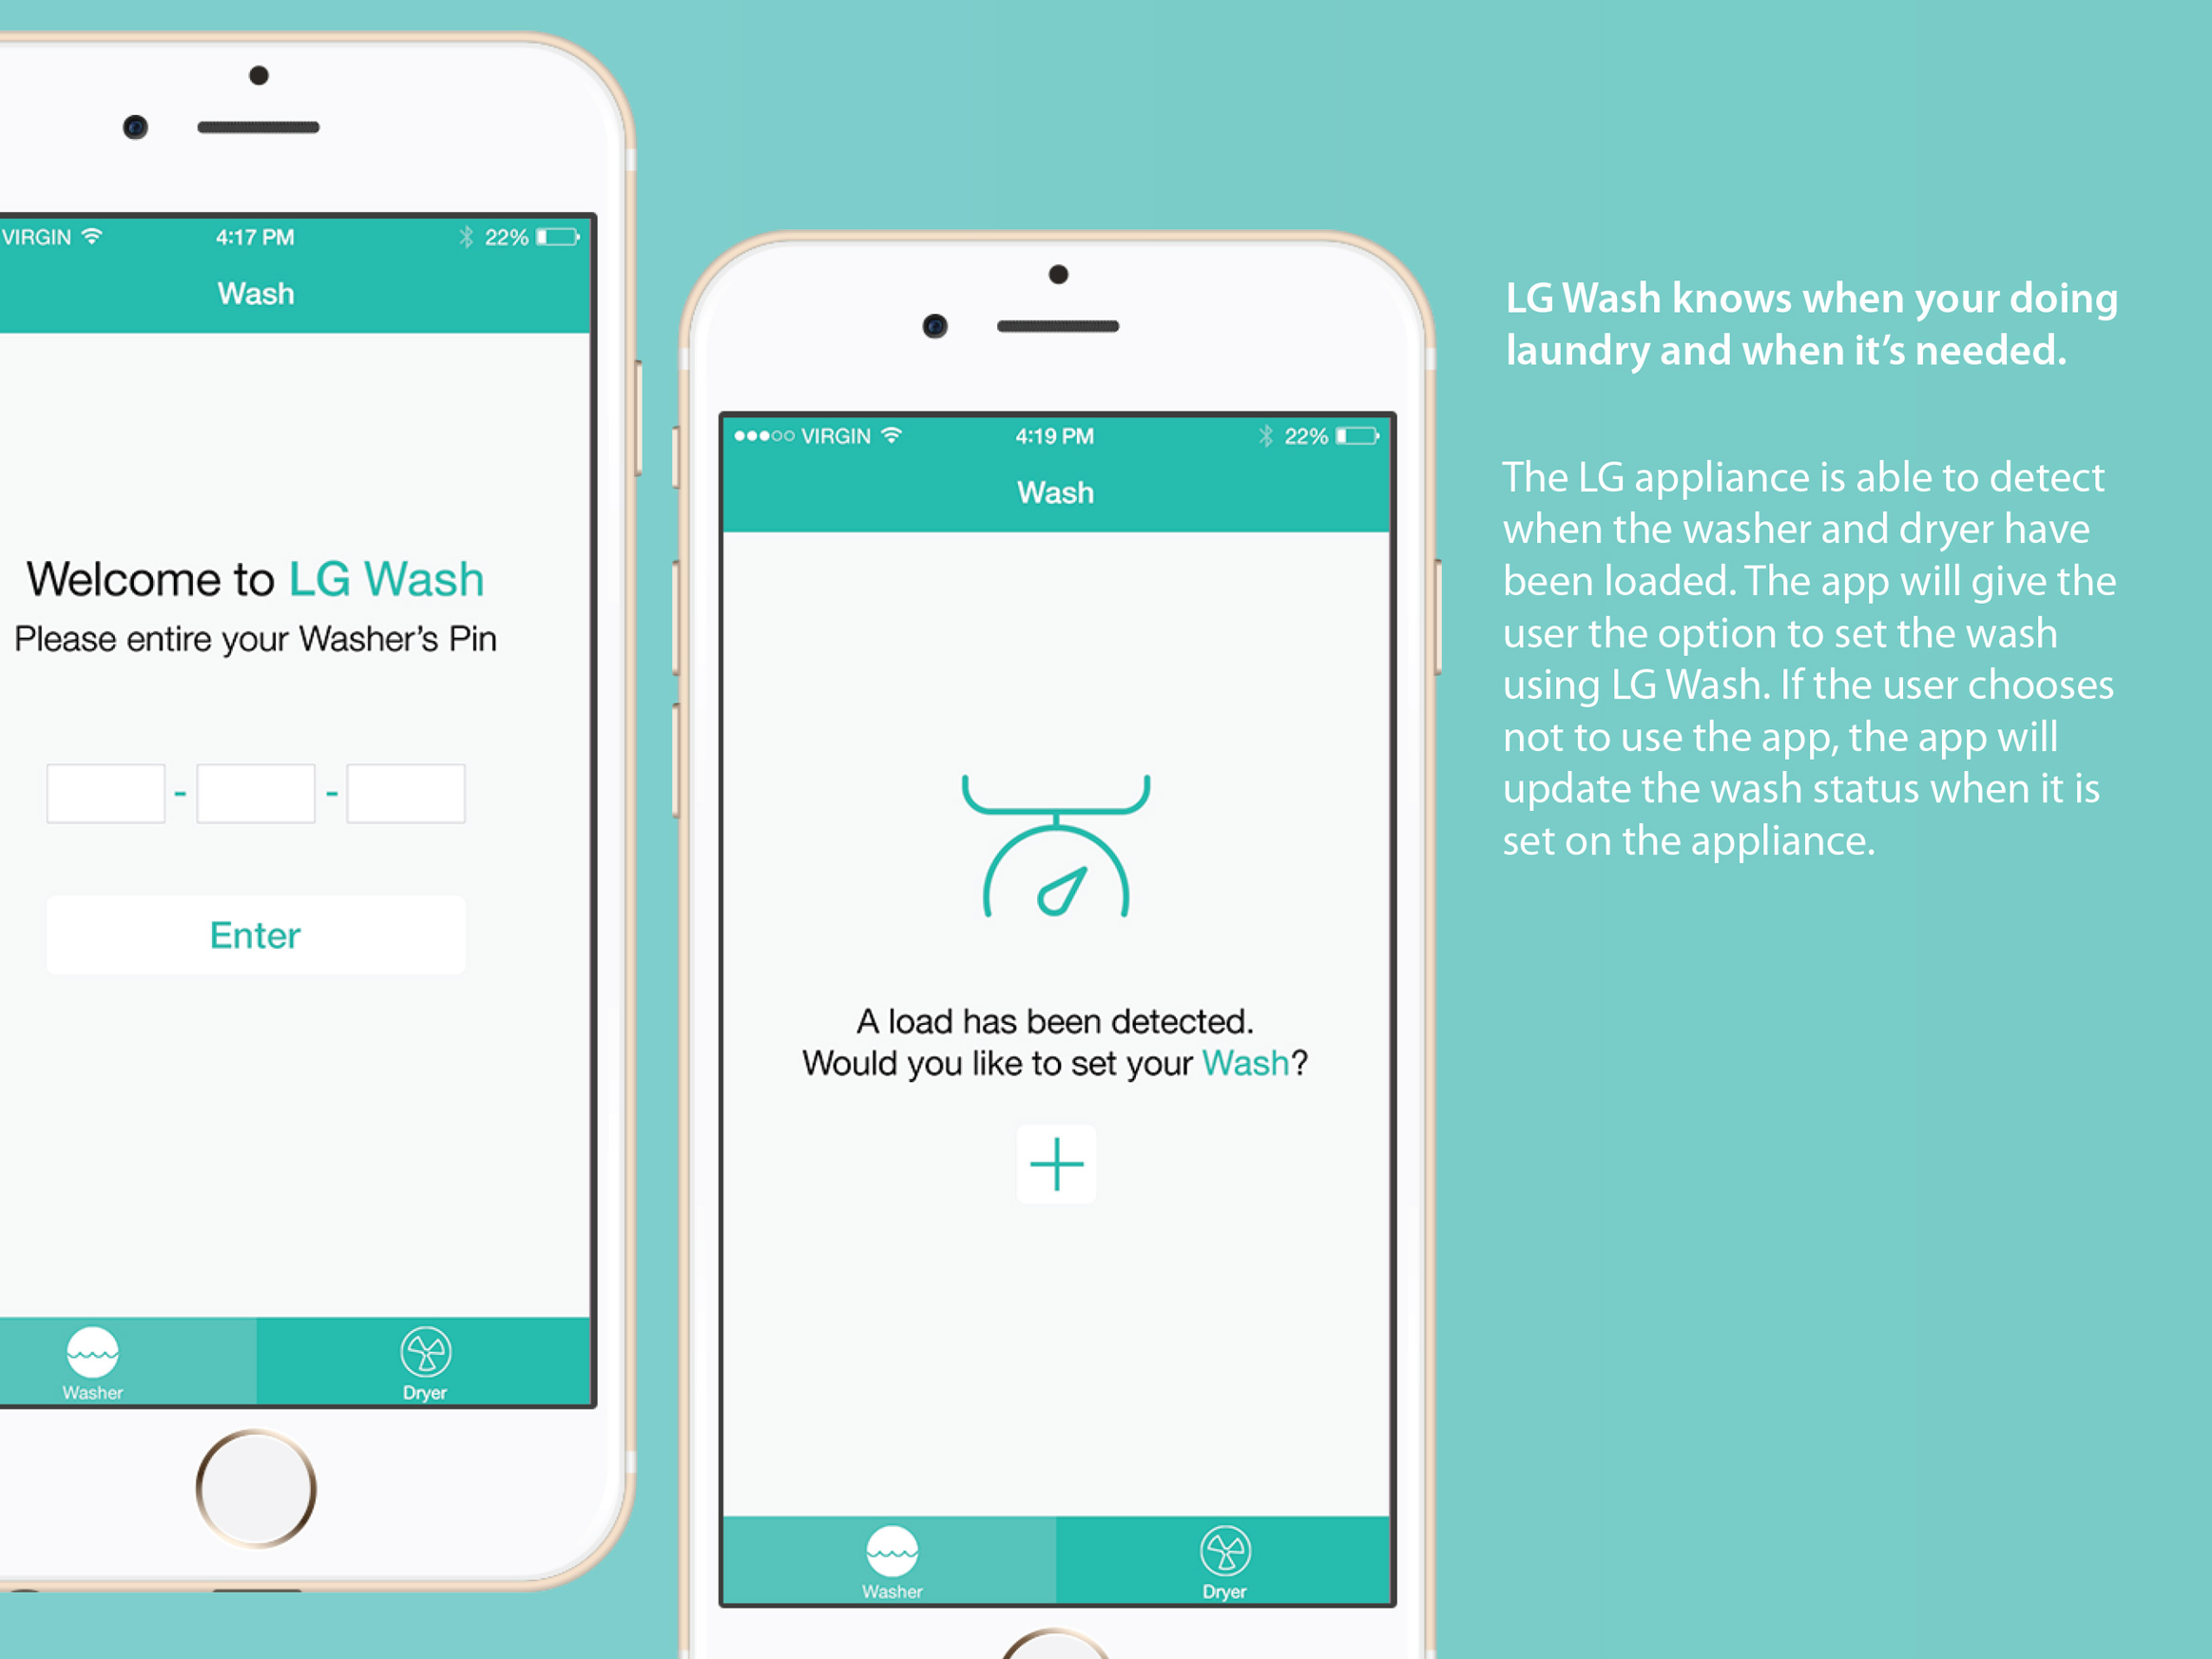 VIRGIN 4:17 PM 22%
Wash
Welcome to LG Wash
Please entire your Washer's Pin
- -
Enter
Washer Dryer
VIRGIN 4:19 PM 22%
Wash
A load has been detected.
Would you like to set your Wash?
Washer Dryer
LG Wash knows when your doing
laundry and when it’s needed.
The LG appliance is able to detect
when the washer and dryer have
been loaded. The app will give the
user the option to set the wash
using LG Wash. If the user chooses
not to use the app, the app will
update the wash status when it is
set on the appliance.